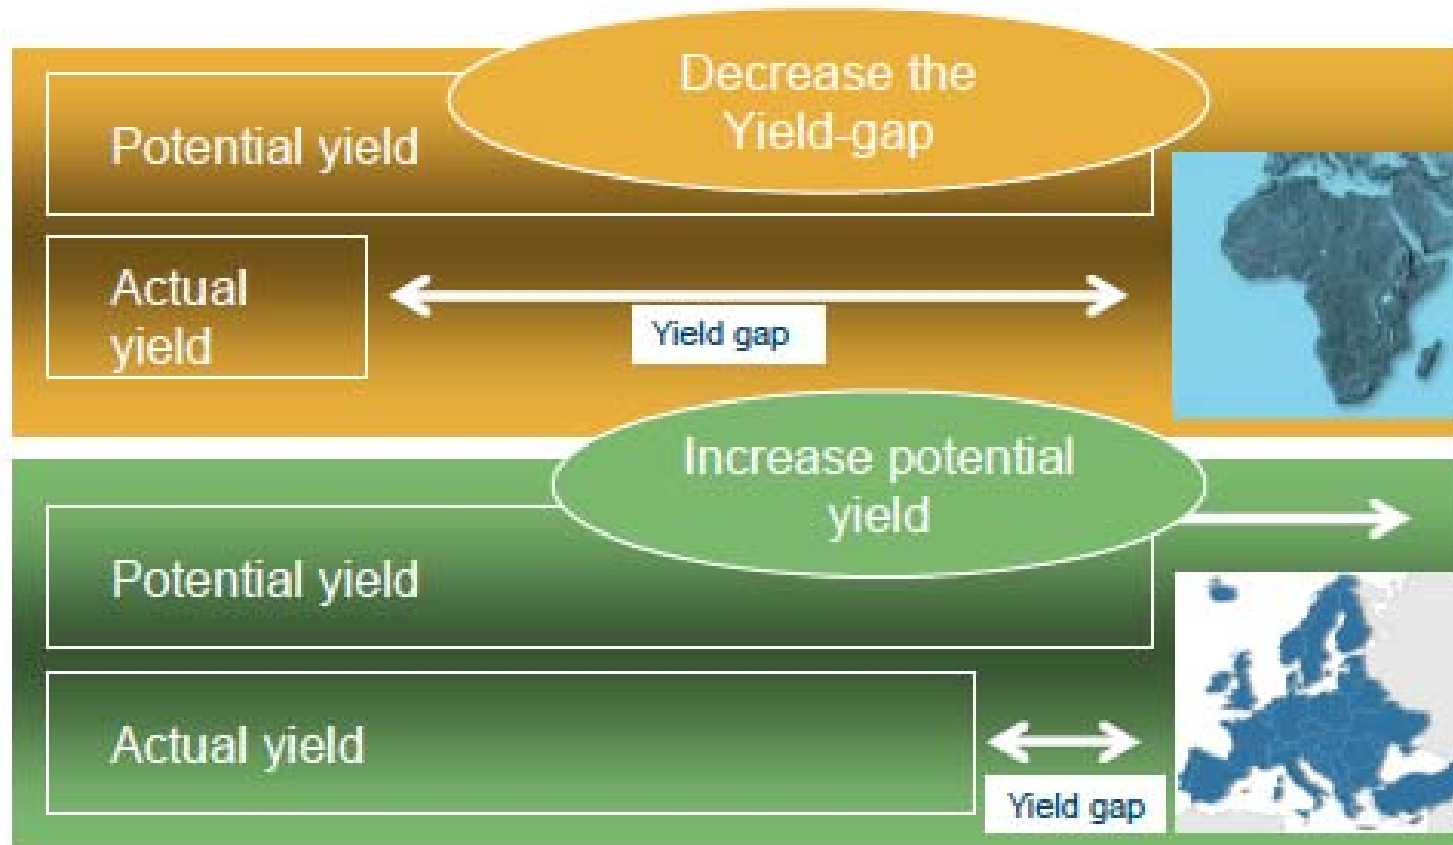 Decrease the
Yield-gap
Potential yield
Actual
yield
Yield gap
Increase potential
yield
Potential yield
Actual yield
Yield gap